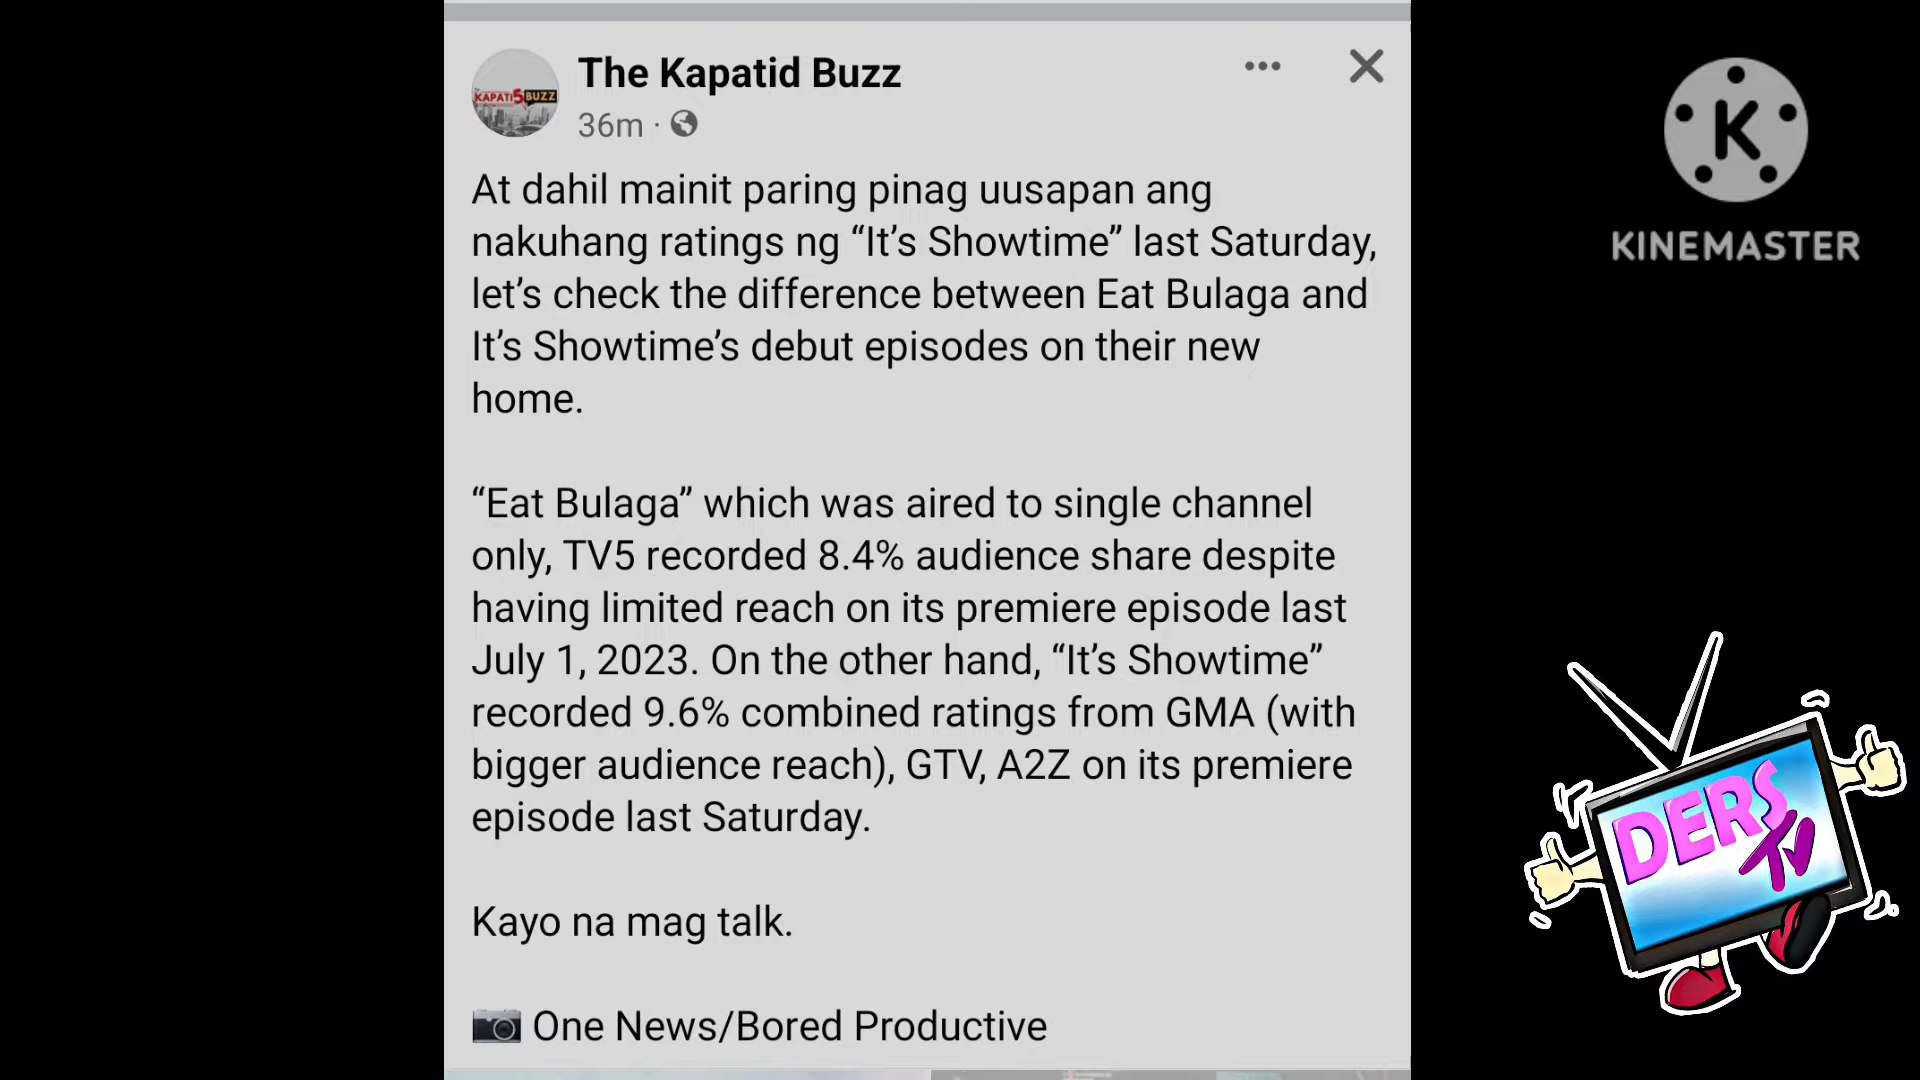 The Kapatid Buzz
36m ·
At dahil mainit paring pinag uusapan ang
nakuhang ratings ng “It’s Showtime” last Saturday,
let’s check the difference between Eat Bulaga and
It’s Showtime’s debut episodes on their new
home.
“Eat Bulaga” which was aired to single channel
only, TV5 recorded 8.4% audience share despite
having limited reach on its premiere episode last
July 1, 2023. On the other hand, “It’s Showtime”
recorded 9.6% combined ratings from GMA (with
bigger audience reach), GTV, A2Z on its premiere
episode last Saturday.
Kayo na mag talk.
One News/Bored Productive
KAPATI5 BUZZ
K
KINEMASTER
DERS
TV